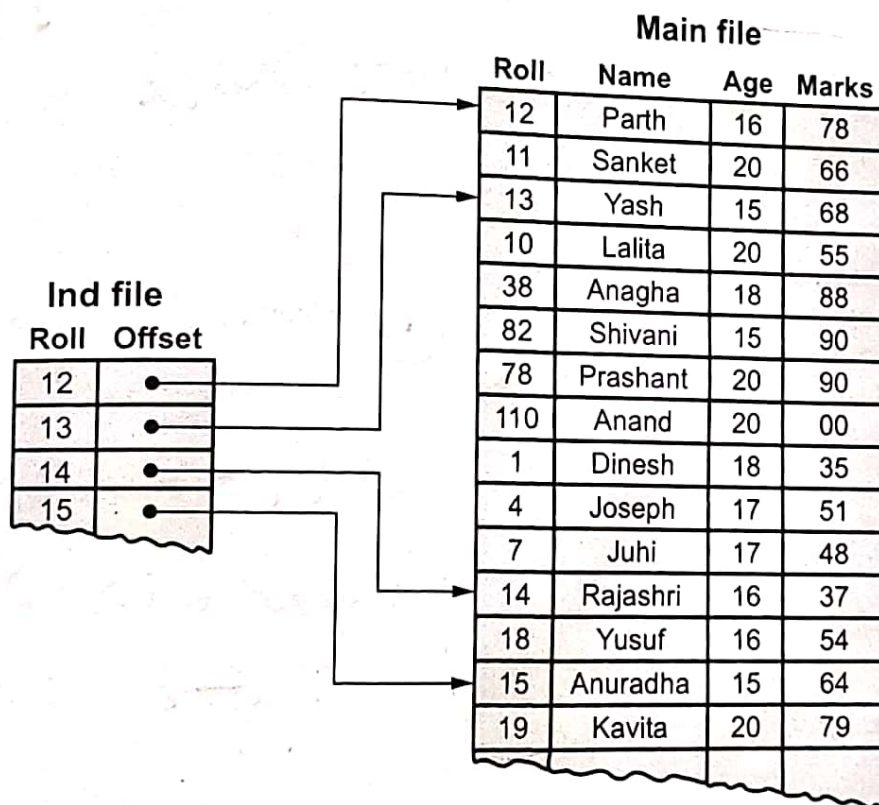 Main file
Roll Name Age Marks
12 Parth 16 78
11 Sanket 20 66
13 Yash 15 68
10 Lalita 20 55
38 Anagha 18 88
82 Shivani 15 90
78 Prashant 20 90
110 Anand 20 00
1 Dinesh 18 35
4 Joseph 17 51
7 Juhi 17 48
14 Rajashri 16 37
18 Yusuf 16 54
15 Anuradha 15 64
19 Kavita 20 79
Ind file
Roll Offset
12
13
14
15